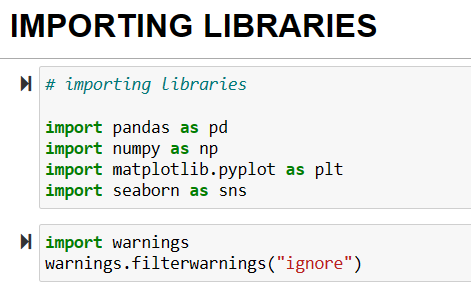 IMPORTING LIBRARIES
# importing libraries
import pandas as pd
import numpy as np
import matplotlib.pyplot as plt
import seaborn as sns
import warnings
warnings.filterwarnings("ignore")